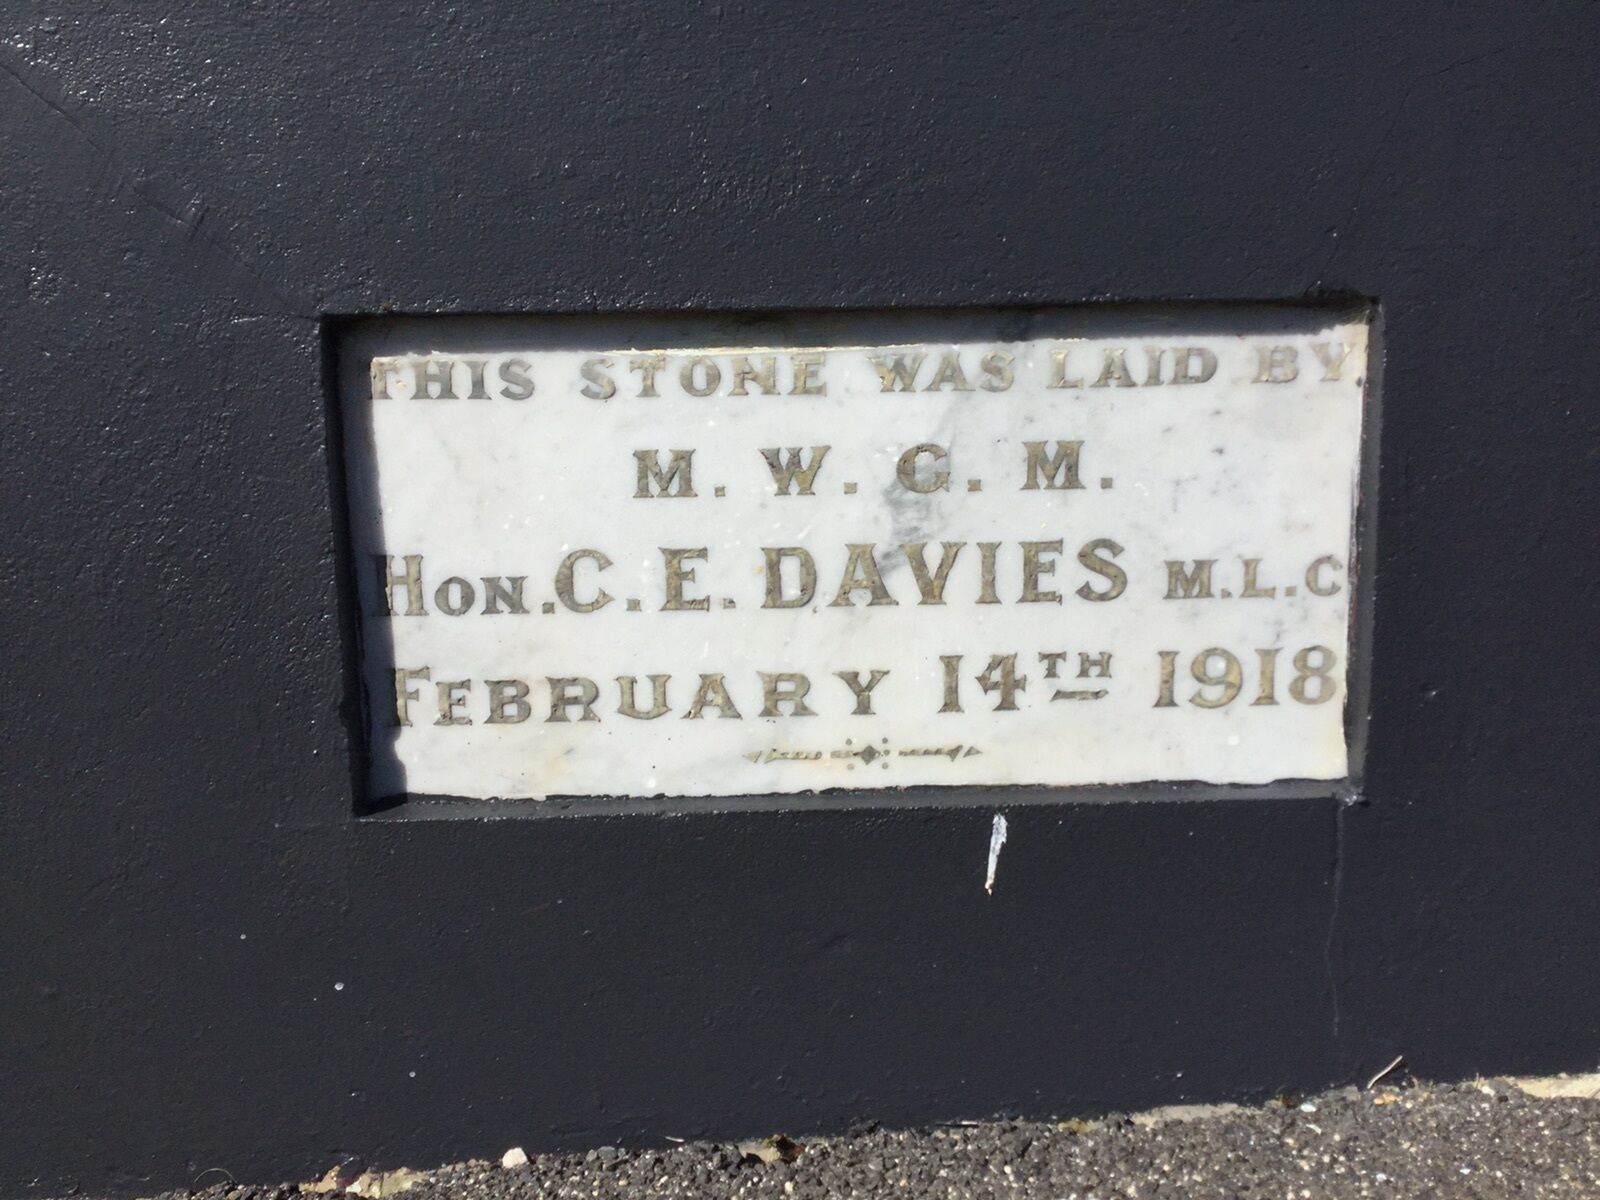 THIS STONE WAS LAID BY
M.W.G.M.
HON. C.E. DAVIES M.L.C
FEBRUARY 14TH 1918